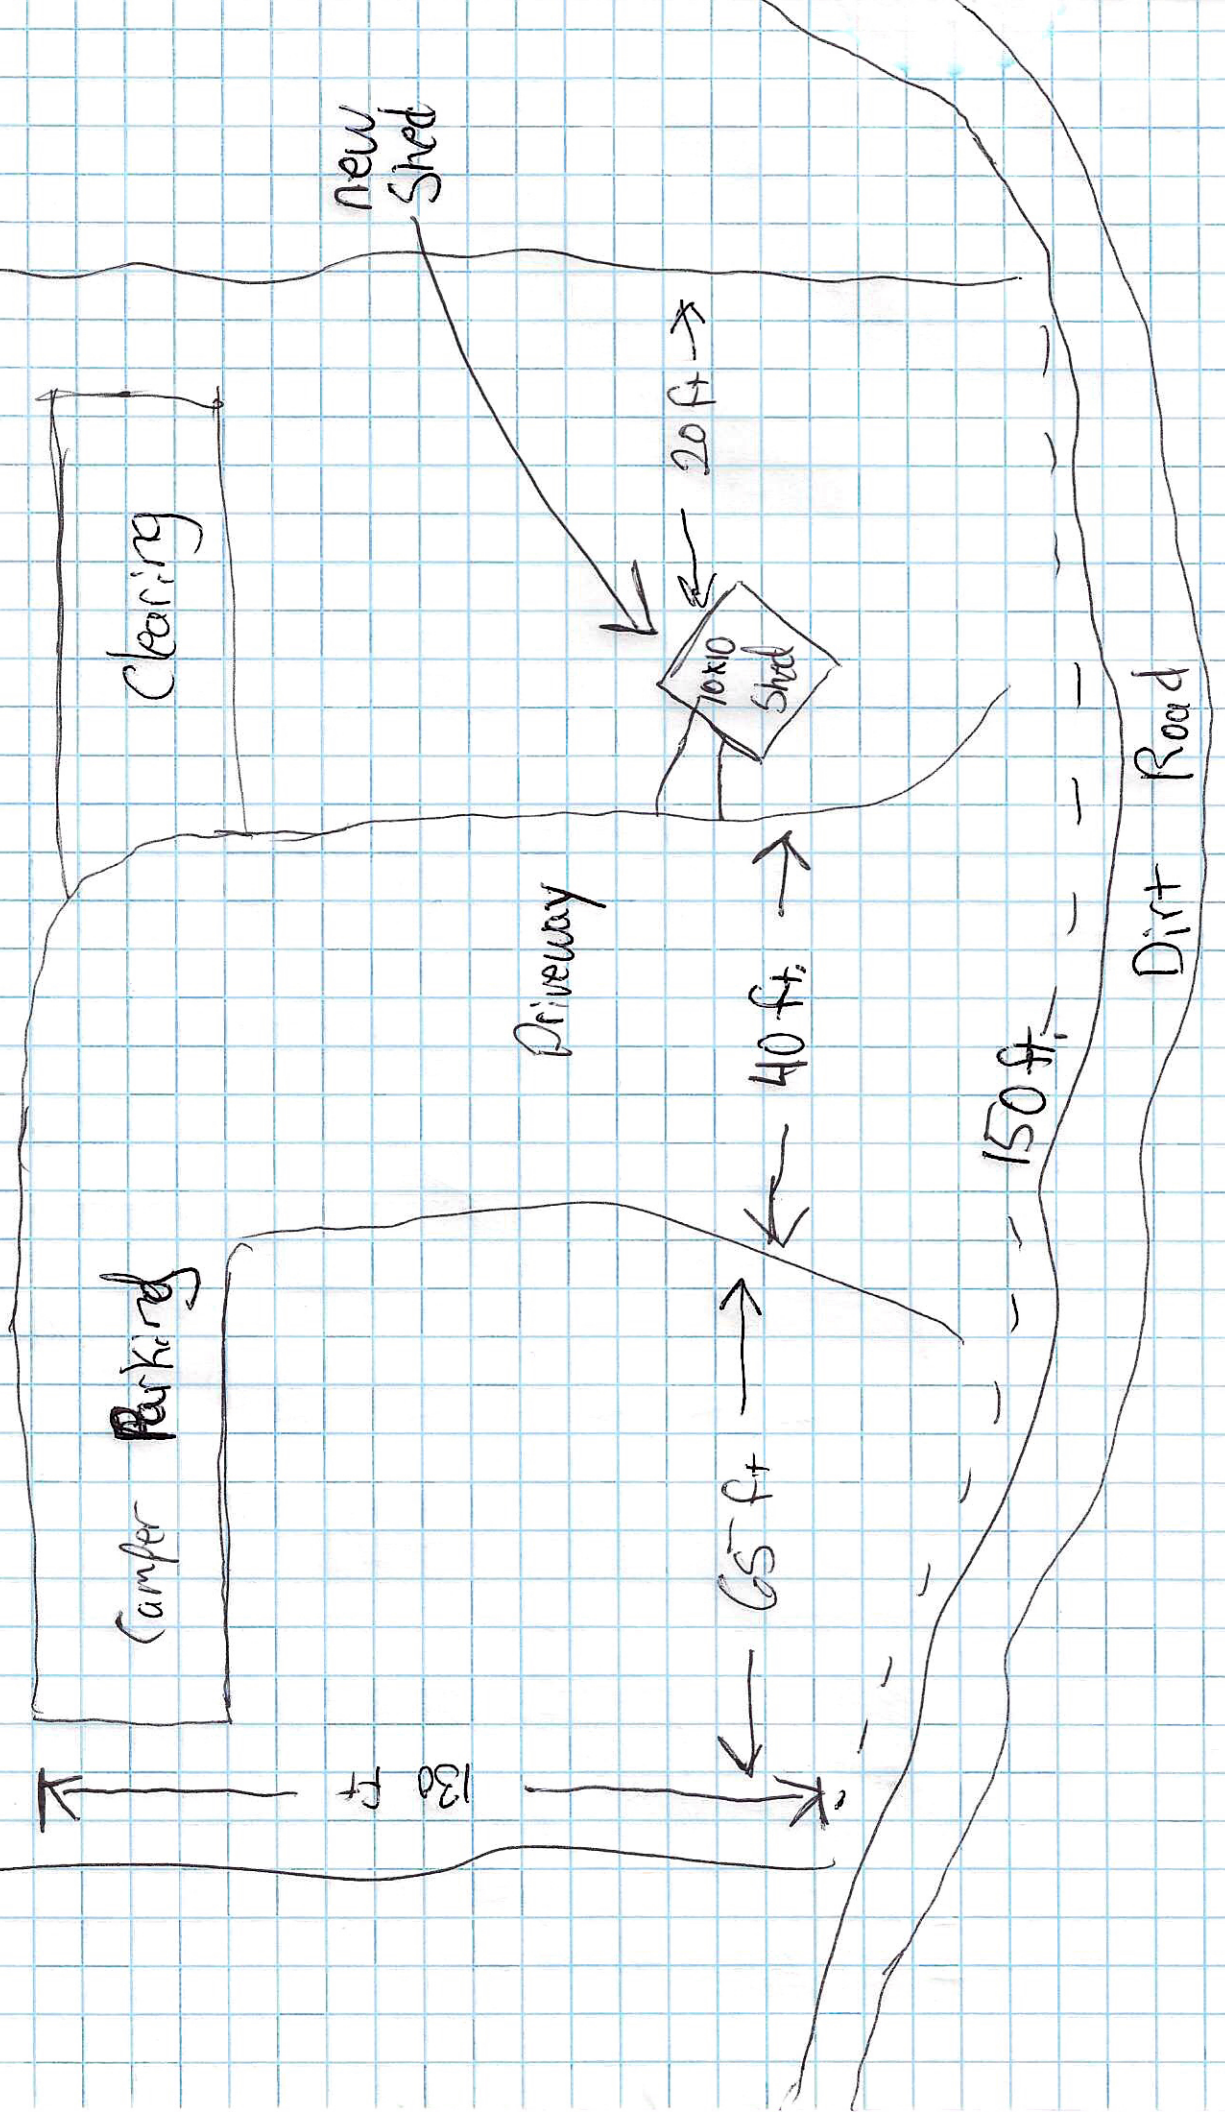 new
Shed
Clearing
20 ft
10x10
Shed
Driveway
40 ft.
Dirt Road
150 ft.
Camper Parking
65 ft
130
ft